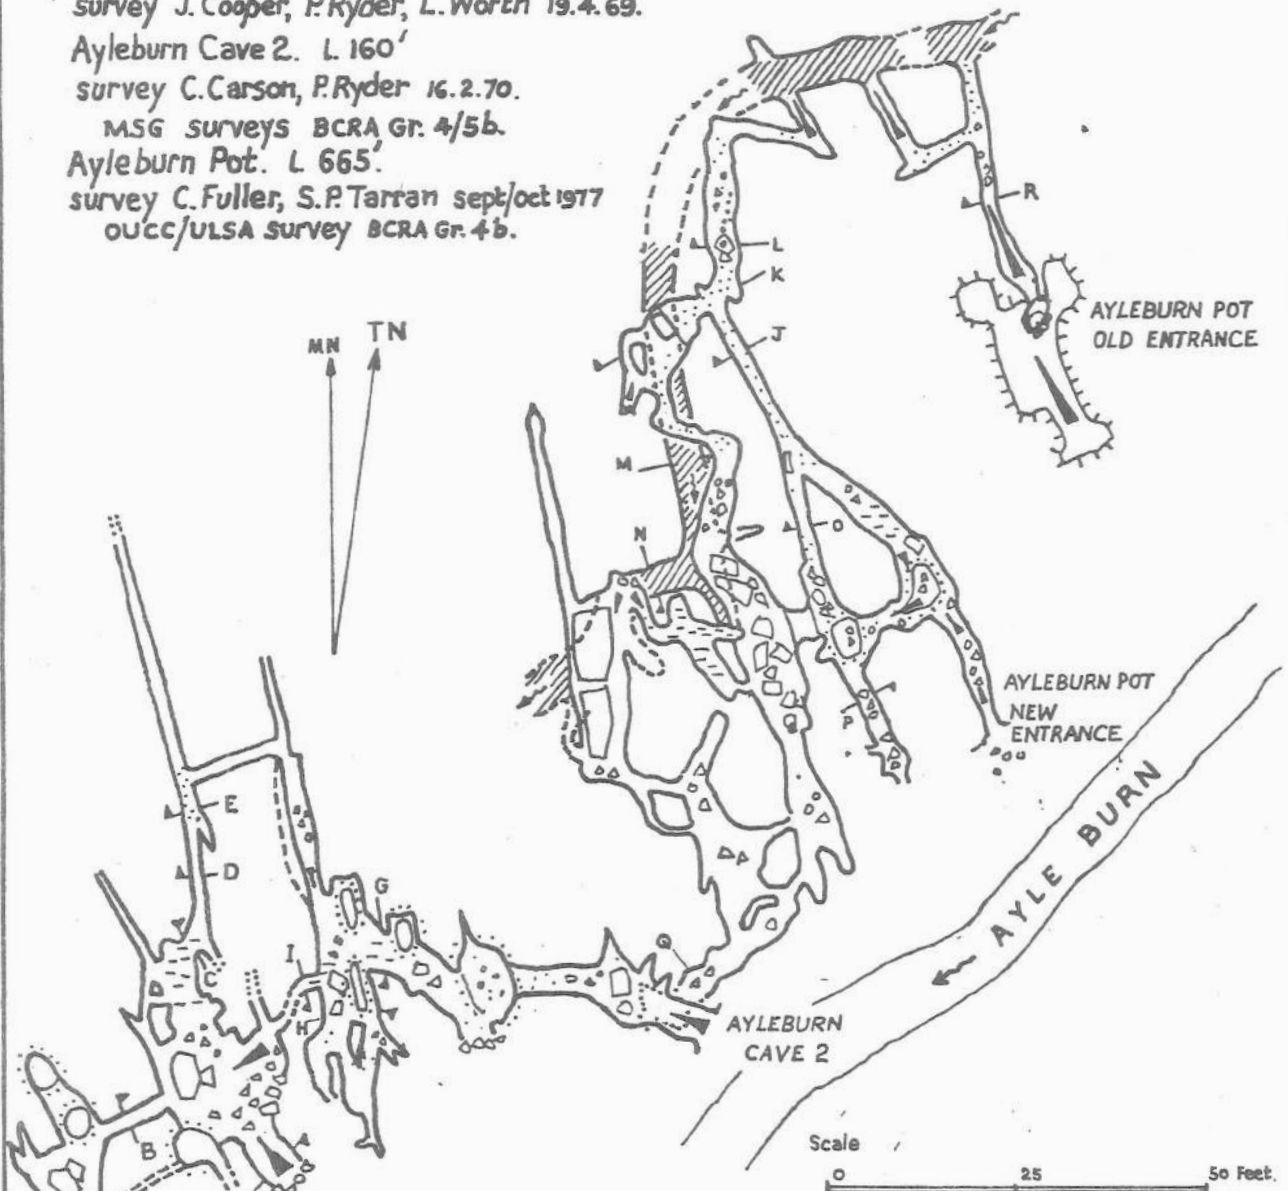 survey J. Cooper, P. Ryder, L. Worth 19.4.69.
Ayleburn Cave 2. L 160'
survey C. Carson, P. Ryder 16.2.70.
MSG surveys BCRA Gr. 4/5b.
Ayleburn Pot. L 665'.
survey C. Fuller, S.P. Tarran sept/oct 1977
OUCC/ULSA survey BCRA Gr. 4b.
MN
TN
R
L
K
J
AYLEBURN POT
OLD ENTRANCE
M
N
O
P
AYLEBURN POT
NEW
ENTRANCE
E
D
G
I
C
H
Q
B
AYLE BURN
AYLEBURN
CAVE 2
Scale
0 25 50 Feet.